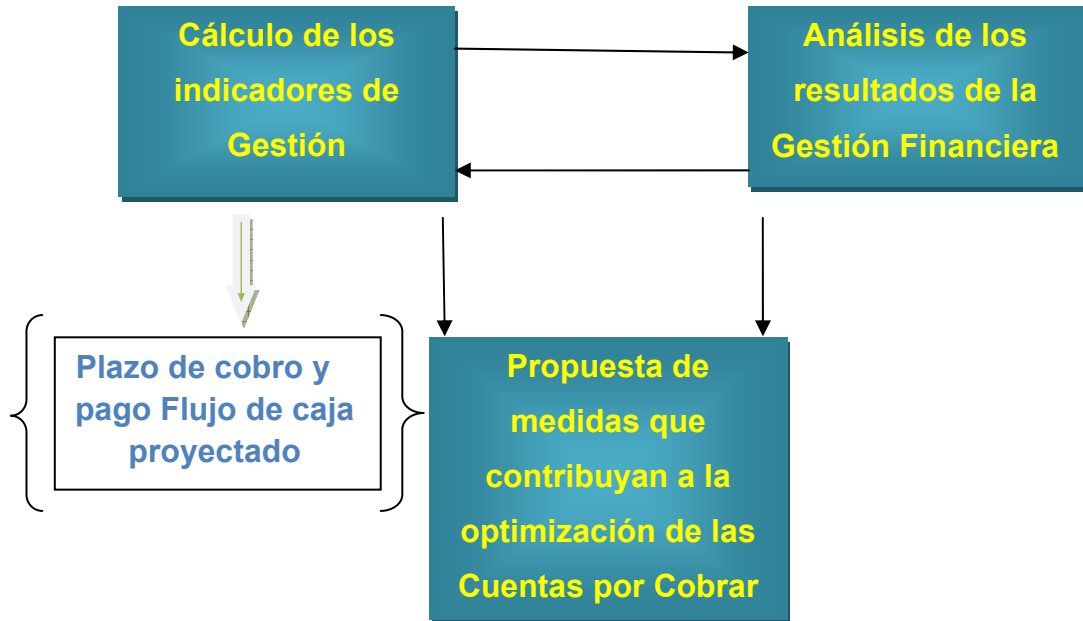 Cálculo de los
indicadores de
Gestión
Análisis de los
resultados de la
Gestión Financiera
Plazo de cobro y
pago Flujo de caja
proyectado
Propuesta de
medidas que
contribuyan a la
optimización de las
Cuentas por Cobrar